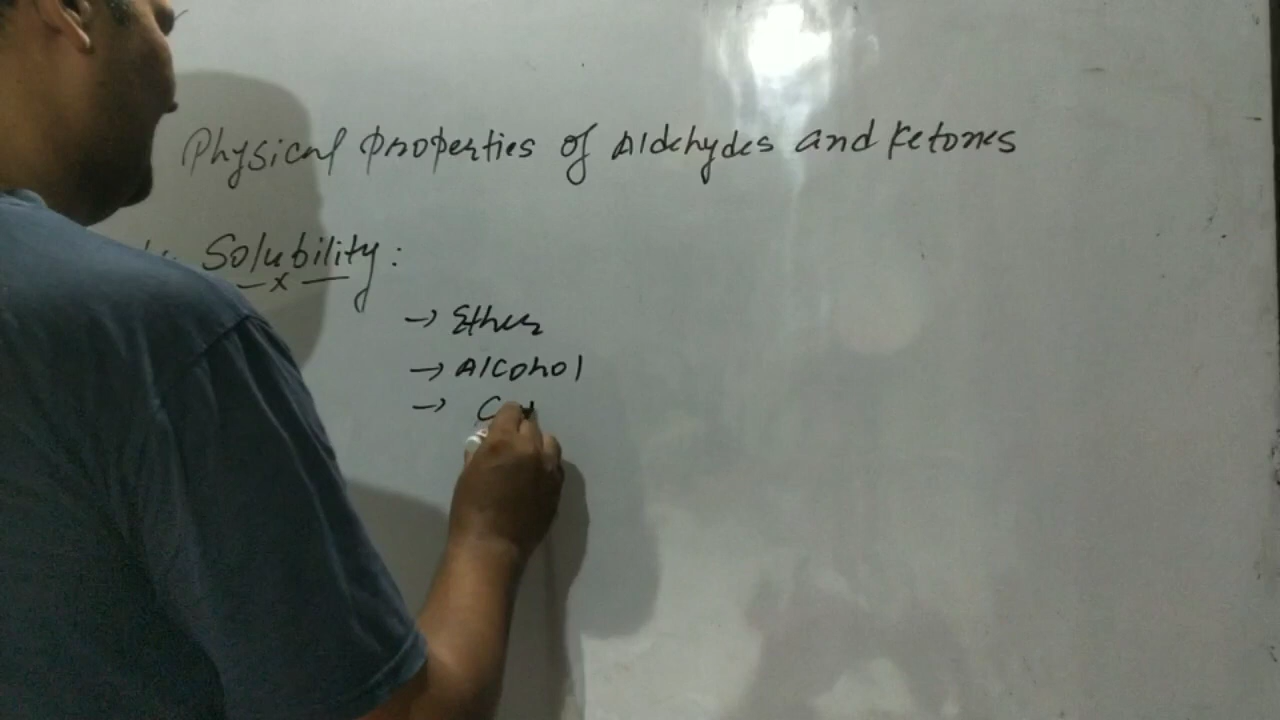 Physical properties of Aldehydes and Ketones
Solubility:
→ Ether
→ Alcohol
→ C